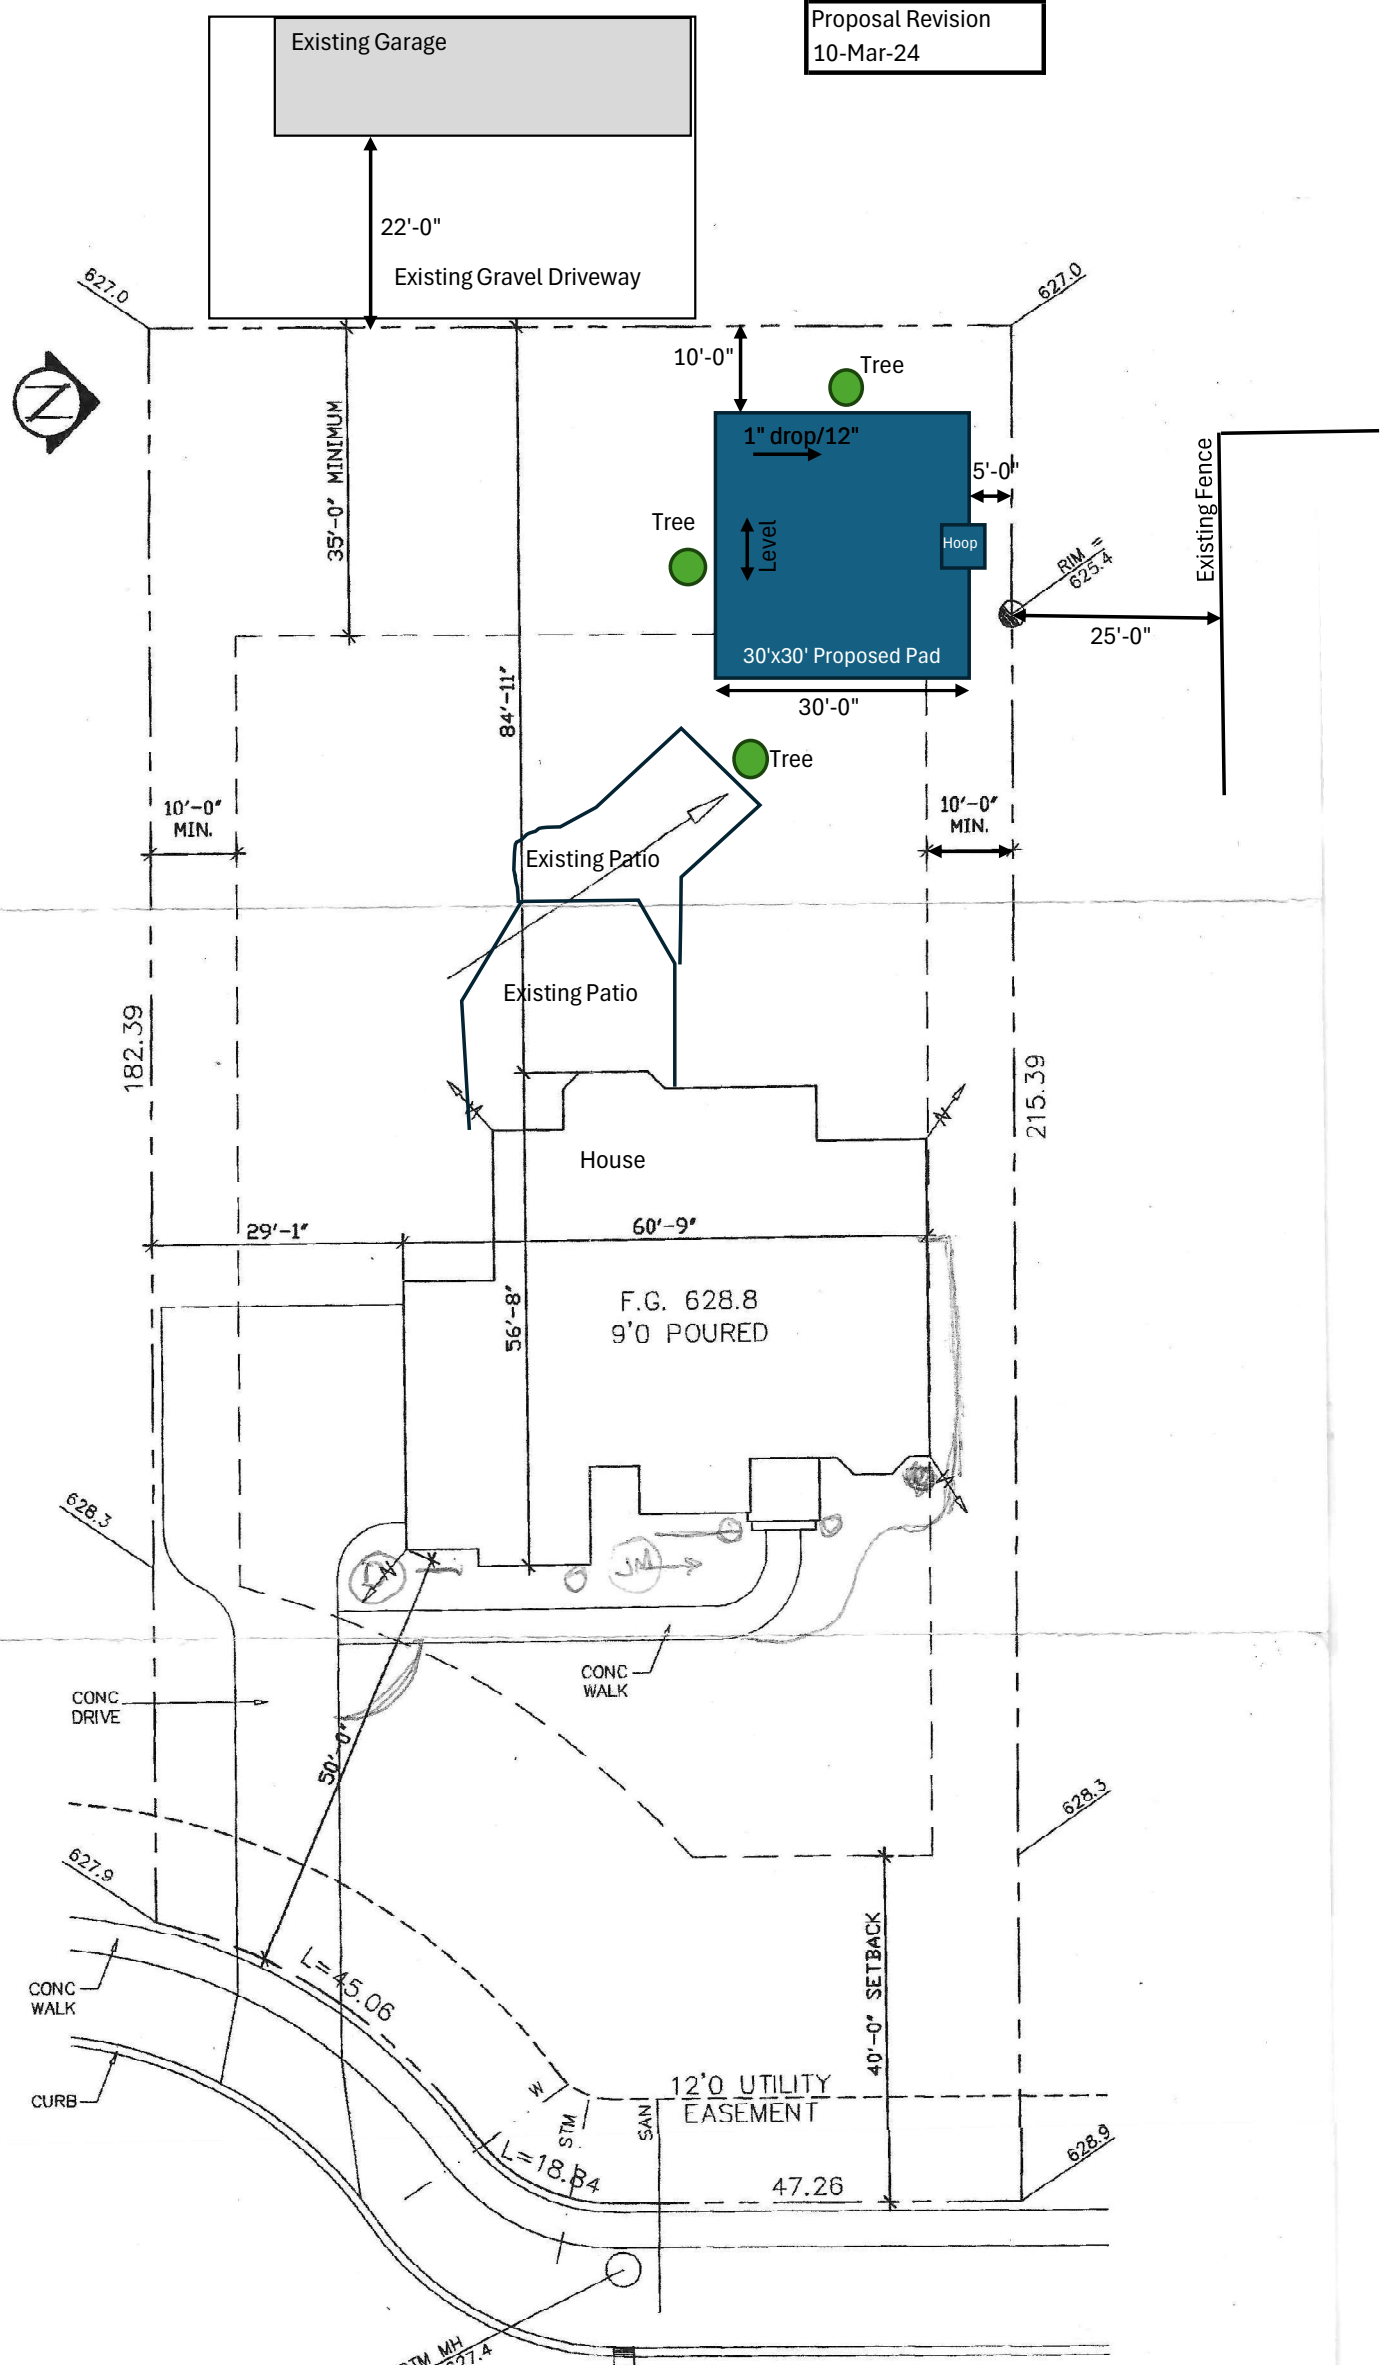 Proposal Revision
10-Mar-24
Existing Garage
22'-0"
Existing Gravel Driveway
627.0
627.0
N
35'-0" MINIMUM
10'-0"
Tree
1" drop/12"
5'-0"
Existing Fence
Tree
Level
Hoop
RIM =
625.4
25'-0"
30'x30' Proposed Pad
30'-0"
84'-11"
Tree
10'-0"
MIN.
10'-0"
MIN.
Existing Patio
Existing Patio
182.39
215.39
House
29'-1"
60'-9"
56'-8"
F.G. 628.8
9'0 POURED
628.3
JM
CONC
WALK
CONC
DRIVE
50'-0"
628.3
627.9
40'-0" SETBACK
L=45.06
CONC
WALK
CURB
W
STM
SAN
12'0 UTILITY
EASEMENT
L=18.84
47.26
628.9
STM MH
627.4